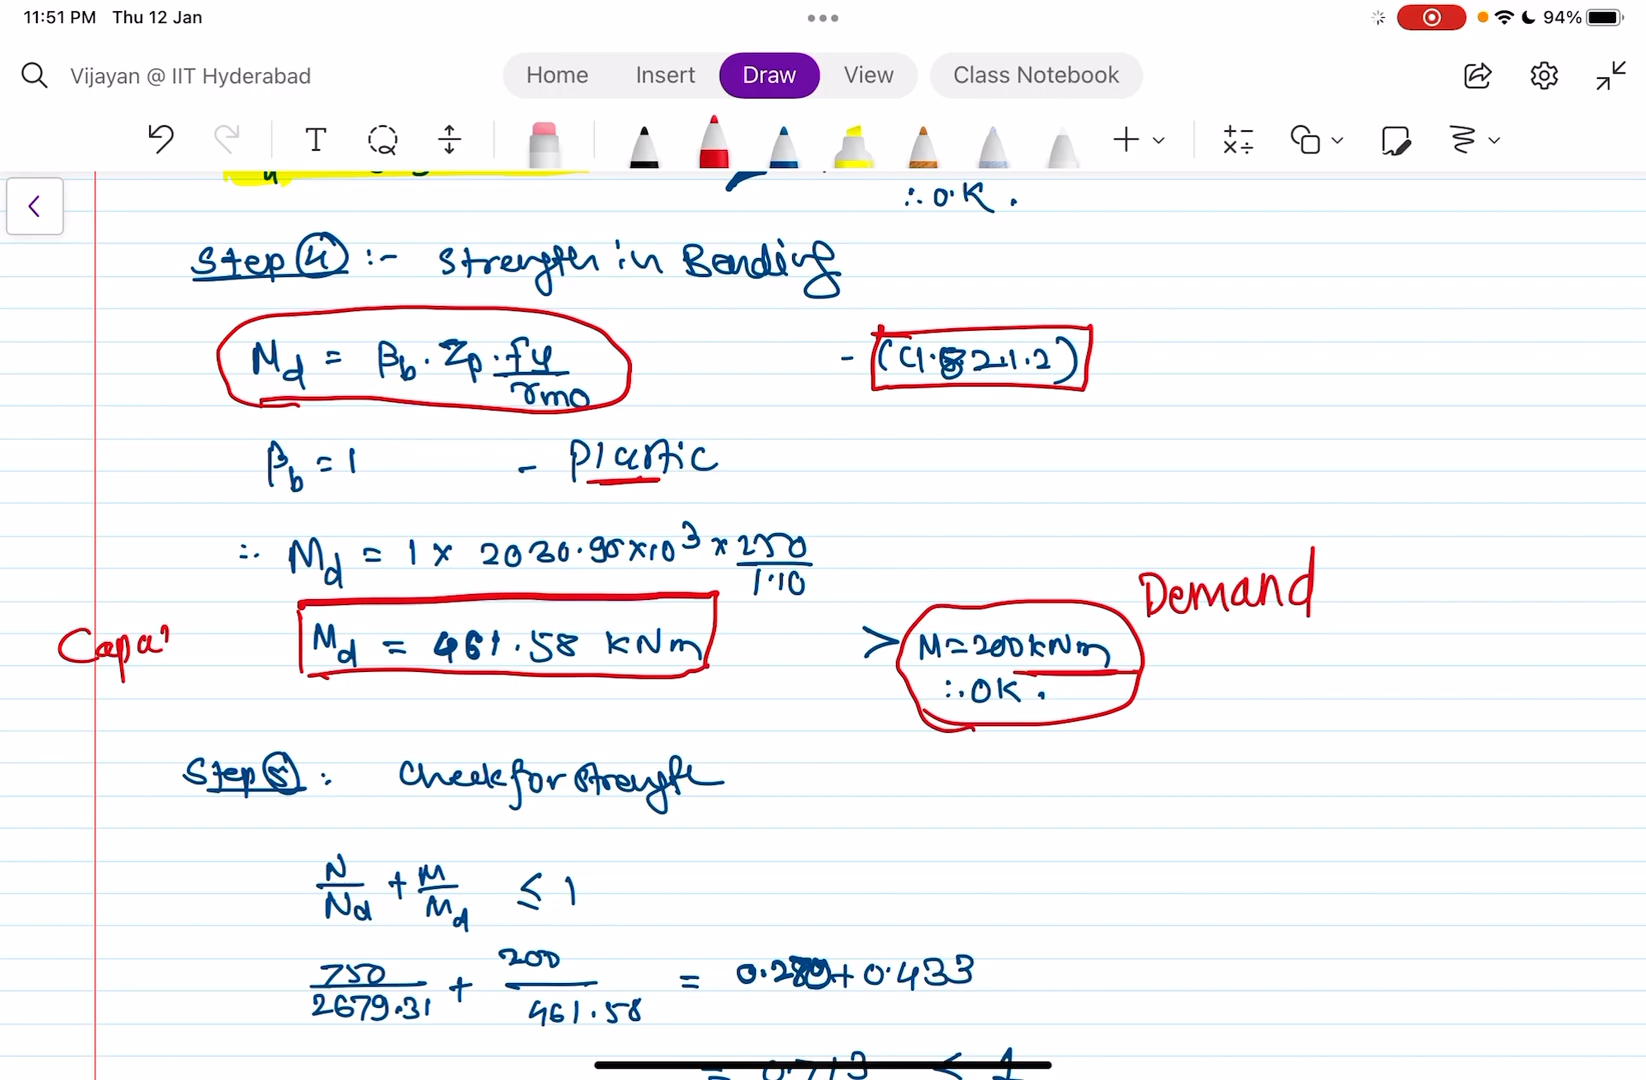 11:51 PM Thu 12 Jan
94%
Vijayan @ IIT Hyderabad
Home Insert Draw View Class Notebook
∴ O.K.
Step (4) :- Strength in Bending
Md = βb . Zp . fy / γm0 - (Cl. 8.2.1.2)
βb = 1 - Plastic
∴ Md = 1 × 2030.95 × 10³ × 250 / 1.10
Demand
Capa
Md = 461.58 kNm > M = 200 kNm
∴ OK.
Step (5) : Check for strength
N / Nd + M / Md ≤ 1
750 / 2679.31 + 200 / 461.58 = 0.280 + 0.433
= 0.713 < 1